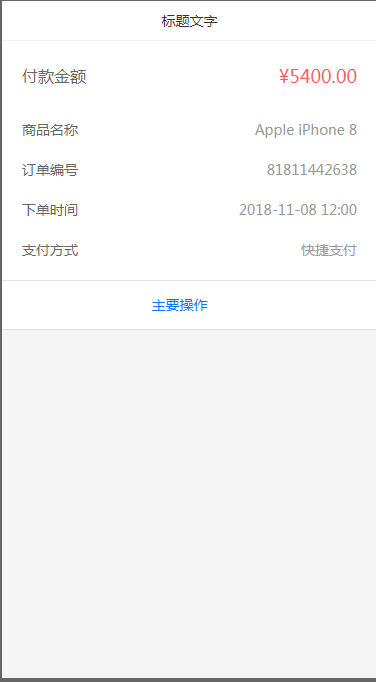 标题文字
付款金额 ¥5400.00
商品名称 Apple iPhone 8
订单编号 81811442638
下单时间 2018-11-08 12:00
支付方式 快捷支付
主要操作